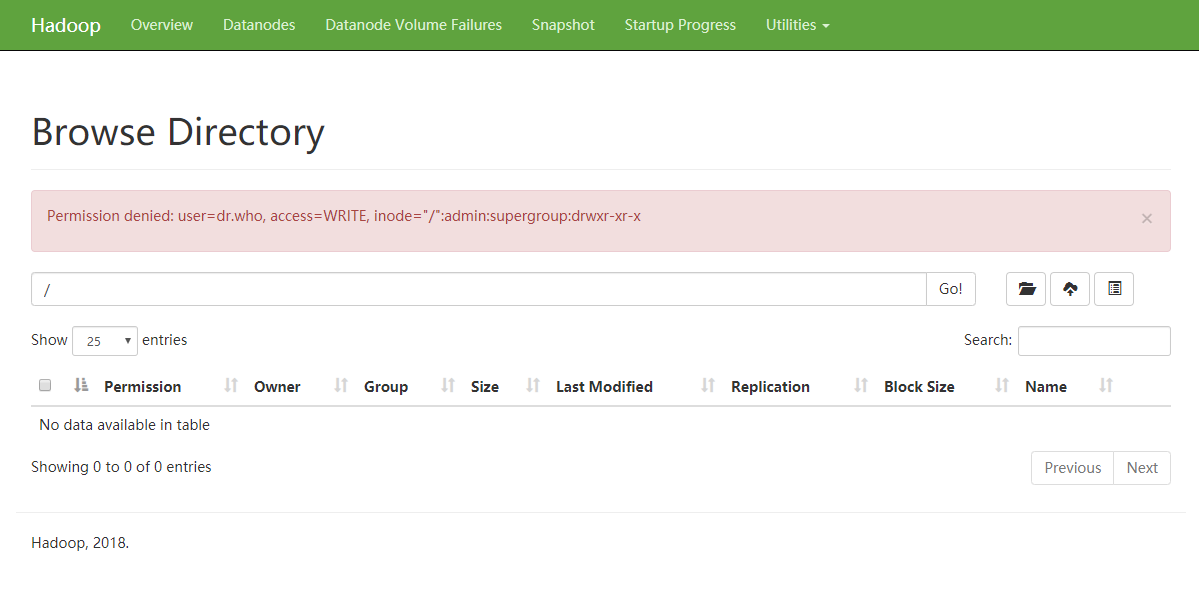 Hadoop Overview Datanodes Datanode Volume Failures Snapshot Startup Progress Utilities
Browse Directory
Permission denied: user=dr.who, access=WRITE, inode="/":admin:supergroup:drwxr-xr-x ×
/ Go!
Show 25 entries Search:
Permission Owner Group Size Last Modified Replication Block Size Name
No data available in table
Showing 0 to 0 of 0 entries Previous Next
Hadoop, 2018.